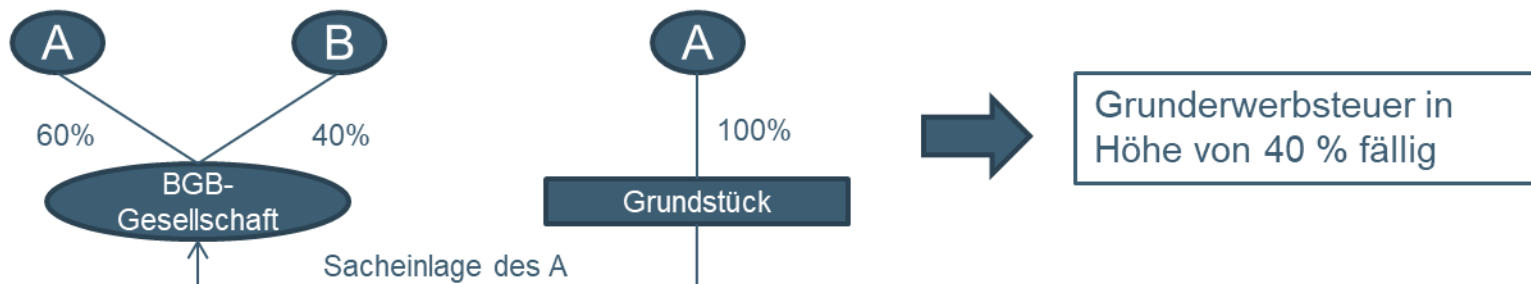 A
B
A
60%
40%
100%
BGB-
Gesellschaft
Grundstück
Sacheinlage des A
Grunderwerbsteuer in
Höhe von 40 % fällig